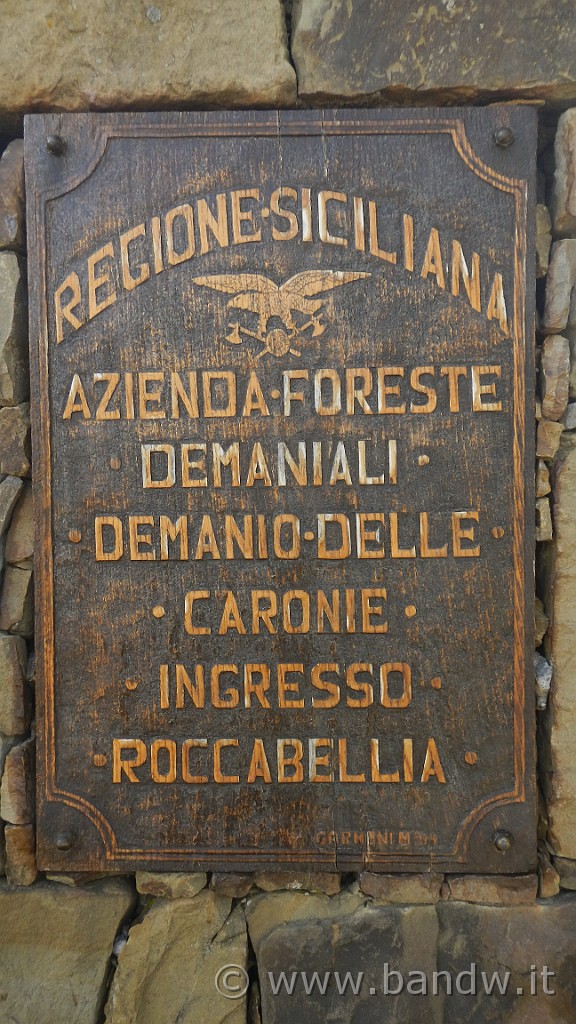 REGIONE·SICILIANA
AZIENDA·FORESTE
·DEMANIALI·
·DEMANIO·DELLE·
·CARONIE·
·INGRESSO·
·ROCCABELLIA·
© www.bandw.it